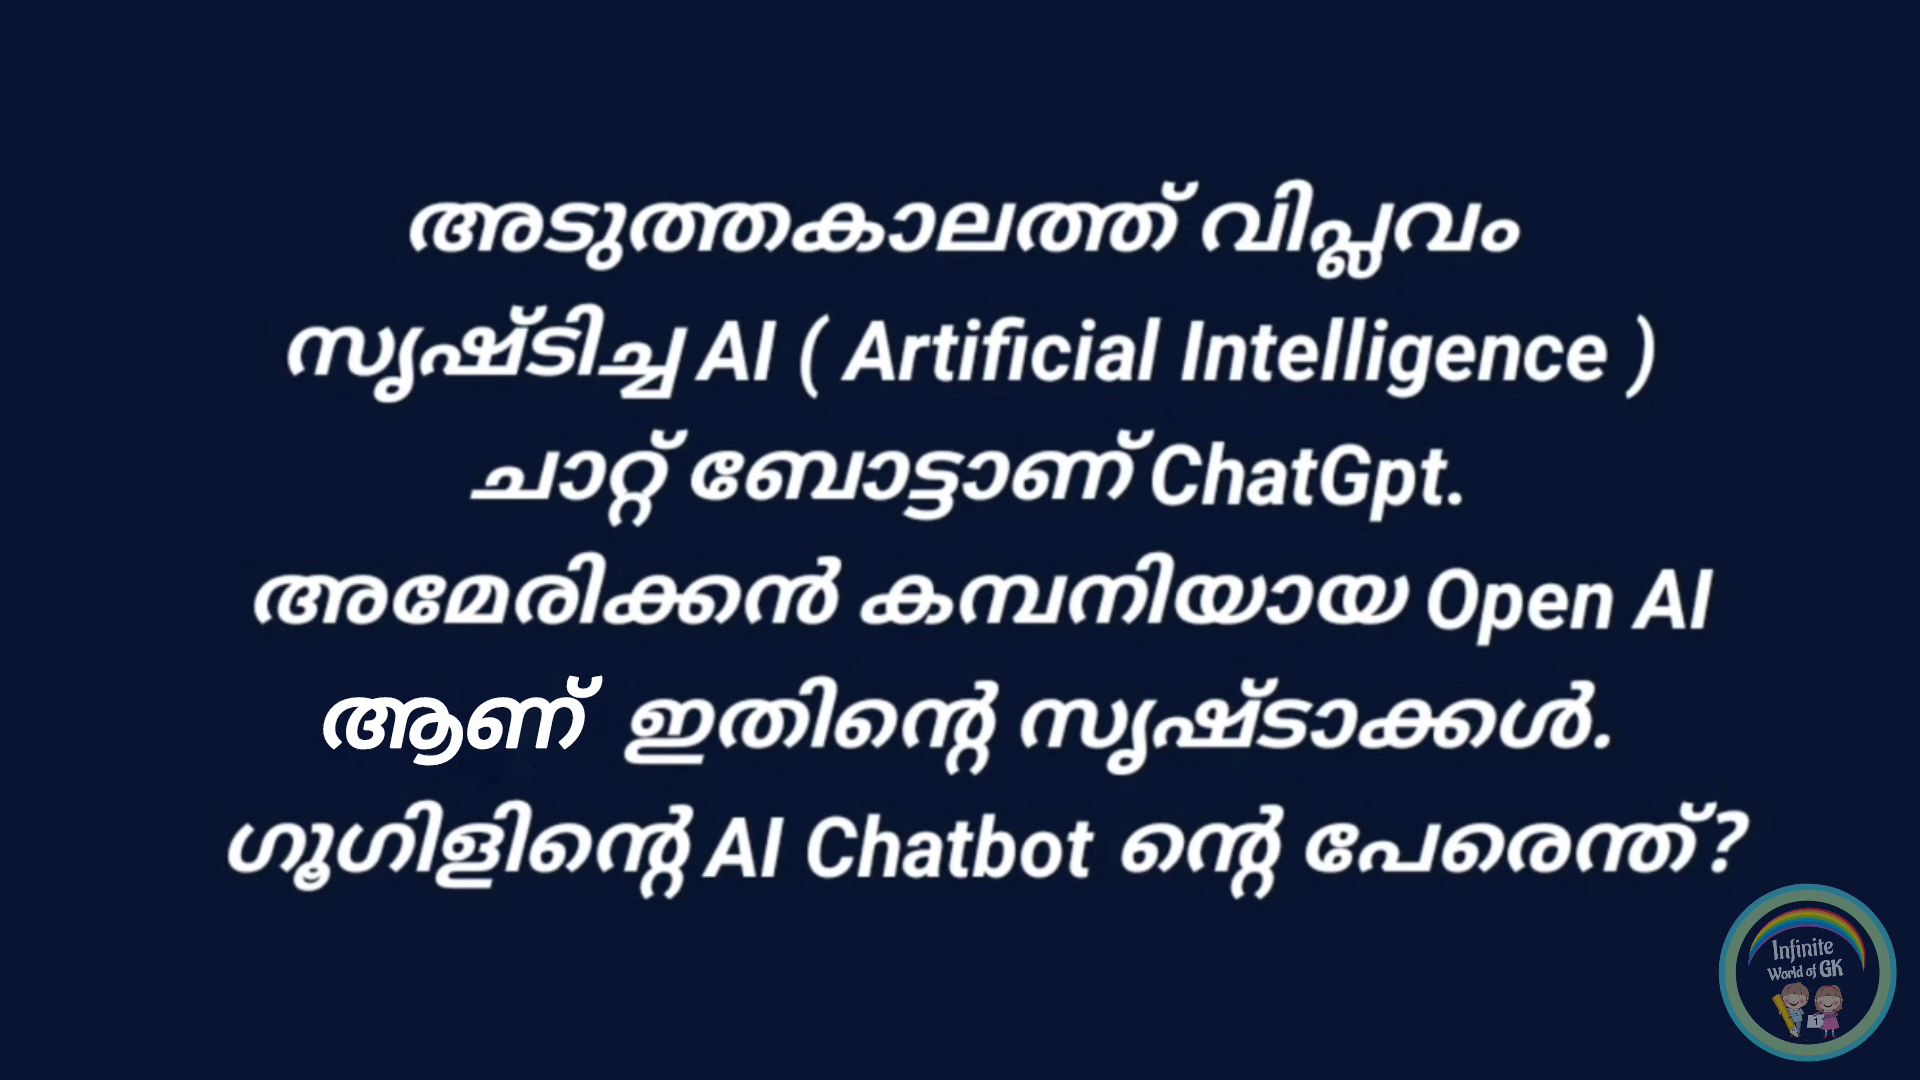 അടുത്തകാലത്ത് വിപ്ലവം
സൃഷ്ടിച്ച AI ( Artificial Intelligence )
ചാറ്റ് ബോട്ടാണ് ChatGpt.
അമേരിക്കൻ കമ്പനിയായ Open AI
ആണ് ഇതിന്റെ സൃഷ്ടാക്കൾ.
ഗൂഗിളിന്റെ AI Chatbot ന്റെ പേരെന്ത്?
Infinite
World of GK
1